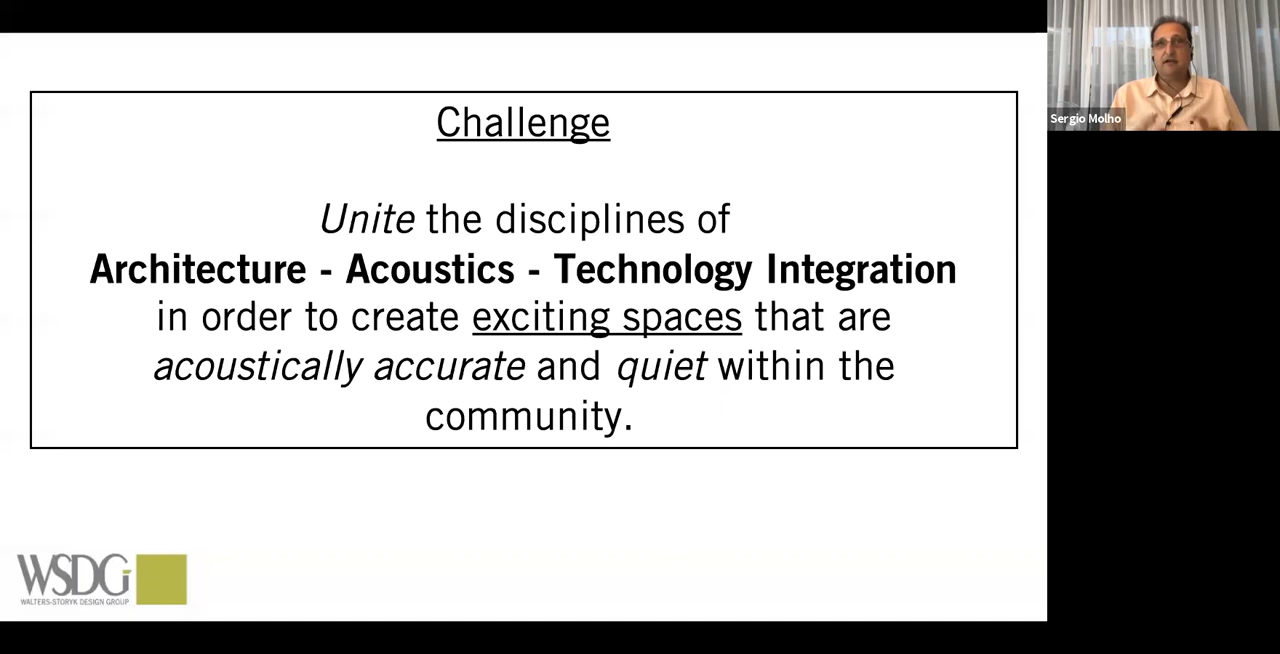 Challenge
Unite the disciplines of
Architecture - Acoustics - Technology Integration
in order to create exciting spaces that are
acoustically accurate and quiet within the
community.
WSDG
WALTERS-STORYK DESIGN GROUP
Sergio Molho